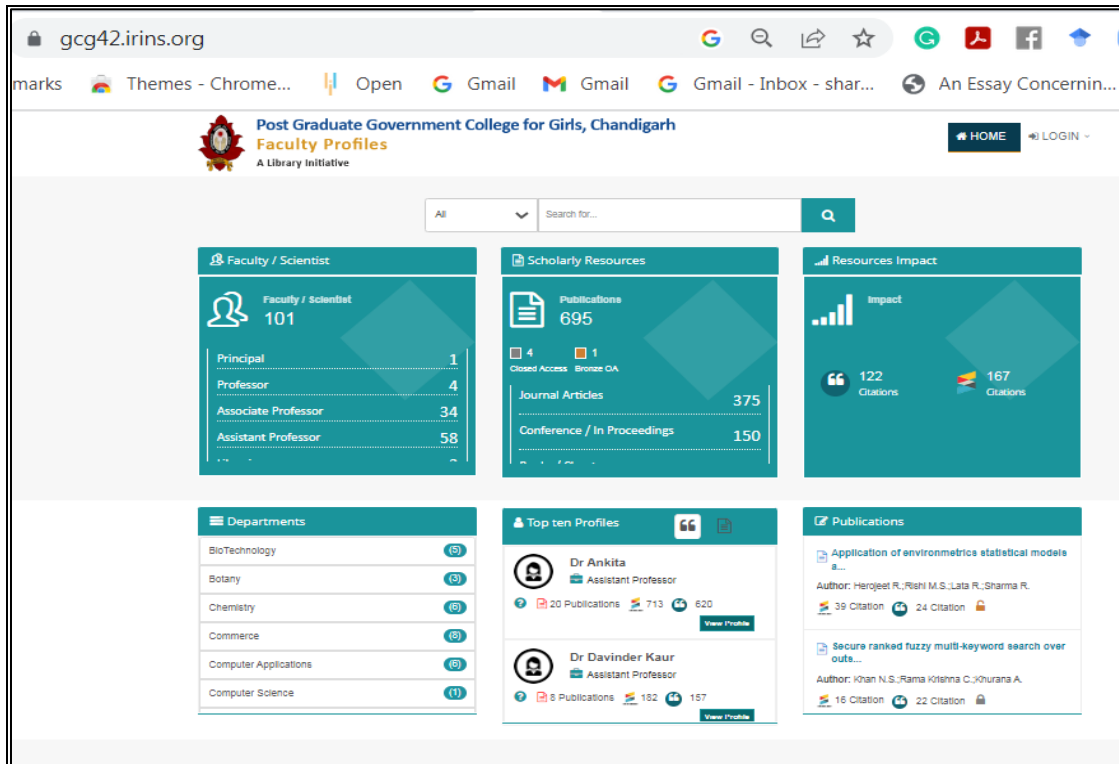 gcg42.irins.org
marks Themes - Chrome... Open Gmail Gmail Gmail - Inbox - shar... An Essay Concernin...
Post Graduate Government College for Girls, Chandigarh
Faculty Profiles
A Library Initiative
HOME LOGIN
All Search for...
Faculty / Scientist
Faculty / Scientist
101
Principal 1
Professor 4
Associate Professor 34
Assistant Professor 58
Scholarly Resources
Publications
695
4 1
Closed Access Bronze OA
Journal Articles 375
Conference / In Proceedings 150
Resources Impact
Impact
122 167
Citations Citations
Departments
BioTechnology (5)
Botany (3)
Chemistry (6)
Commerce (8)
Computer Applications (6)
Computer Science (1)
Top ten Profiles
Dr Ankita
Assistant Professor
20 Publications 713 620
View Profile
Dr Davinder Kaur
Assistant Professor
8 Publications 182 157
View Profile
Publications
Application of environmetrics statistical models
a...
Author: Herojeet R.;Rishi M.S.;Lata R.;Sharma R.
39 Citation 24 Citation
Secure ranked fuzzy multi-keyword search over
outs...
Author: Khan N.S.;Rama Krishna C.;Khurana A.
16 Citation 22 Citation